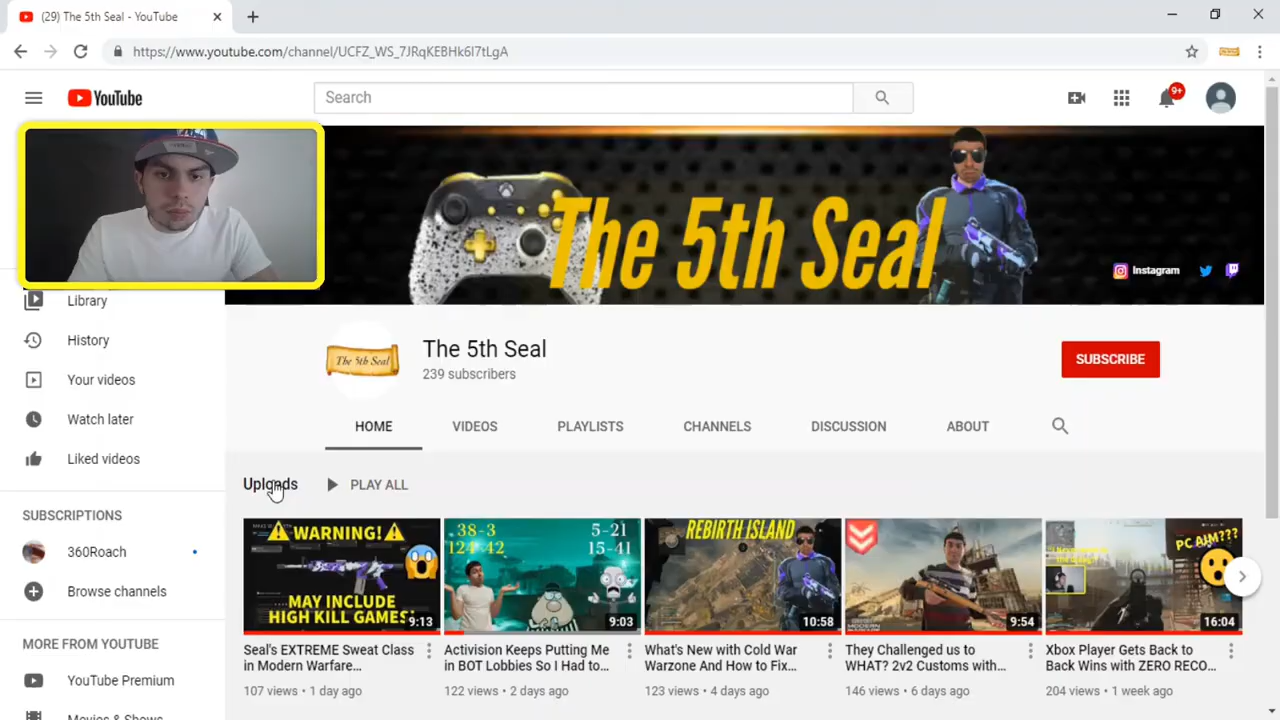 (29) The 5th Seal - YouTube
https://www.youtube.com/channel/UCFZ_WS_7JRqKEBHk6I7tLgA
YouTube
Search
9+
The 5th Seal
Instagram
Library
History
Your videos
Watch later
Liked videos
SUBSCRIPTIONS
360Roach
Browse channels
MORE FROM YOUTUBE
YouTube Premium
Movies & Shows
The 5th Seal
The 5th Seal
239 subscribers
SUBSCRIBE
HOME VIDEOS PLAYLISTS CHANNELS DISCUSSION ABOUT
Uploads PLAY ALL
WARNING!
MAY INCLUDE
HIGH KILL GAMES
9:13
Seal's EXTREME Sweat Class
in Modern Warfare...
107 views • 1 day ago
38-3 5-21
124-42 15-41
9:03
Activision Keeps Putting Me
in BOT Lobbies So I Had to...
122 views • 2 days ago
REBIRTH ISLAND
10:58
What's New with Cold War
Warzone And How to Fix...
123 views • 4 days ago
9:54
They Challenged us to
WHAT? 2v2 Customs with...
146 views • 6 days ago
PC AIM???
16:04
Xbox Player Gets Back to
Back Wins with ZERO RECO...
204 views • 1 week ago